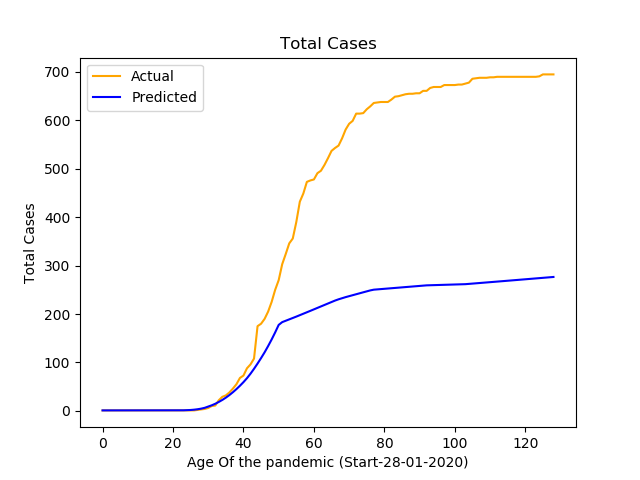 Total Cases
Actual
Predicted
700
600
500
400
300
200
100
0
Total Cases
0 20 40 60 80 100 120
Age Of the pandemic (Start-28-01-2020)